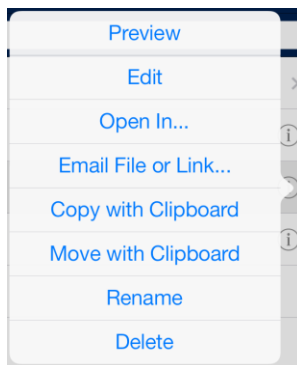 Preview
Edit
Open In...
Email File or Link...
Copy with Clipboard
Move with Clipboard
Rename
Delete